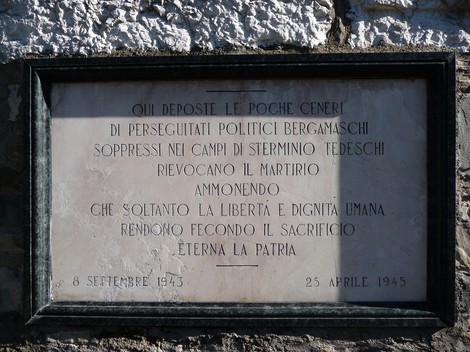 QUI DEPOSTE LE POCHE CENERI
DI PERSEGUITATI POLITICI BERGAMASCHI
SOPPRESSI NEI CAMPI DI STERMINIO TEDESCHI
RIEVOCANO IL MARTIRIO
AMMONENDO
CHE SOLTANTO LA LIBERTÀ E DIGNITÀ UMANA
RENDONO FECONDO IL SACRIFICIO
ETERNA LA PATRIA
8 SETTEMBRE 1943 25 APRILE 1945